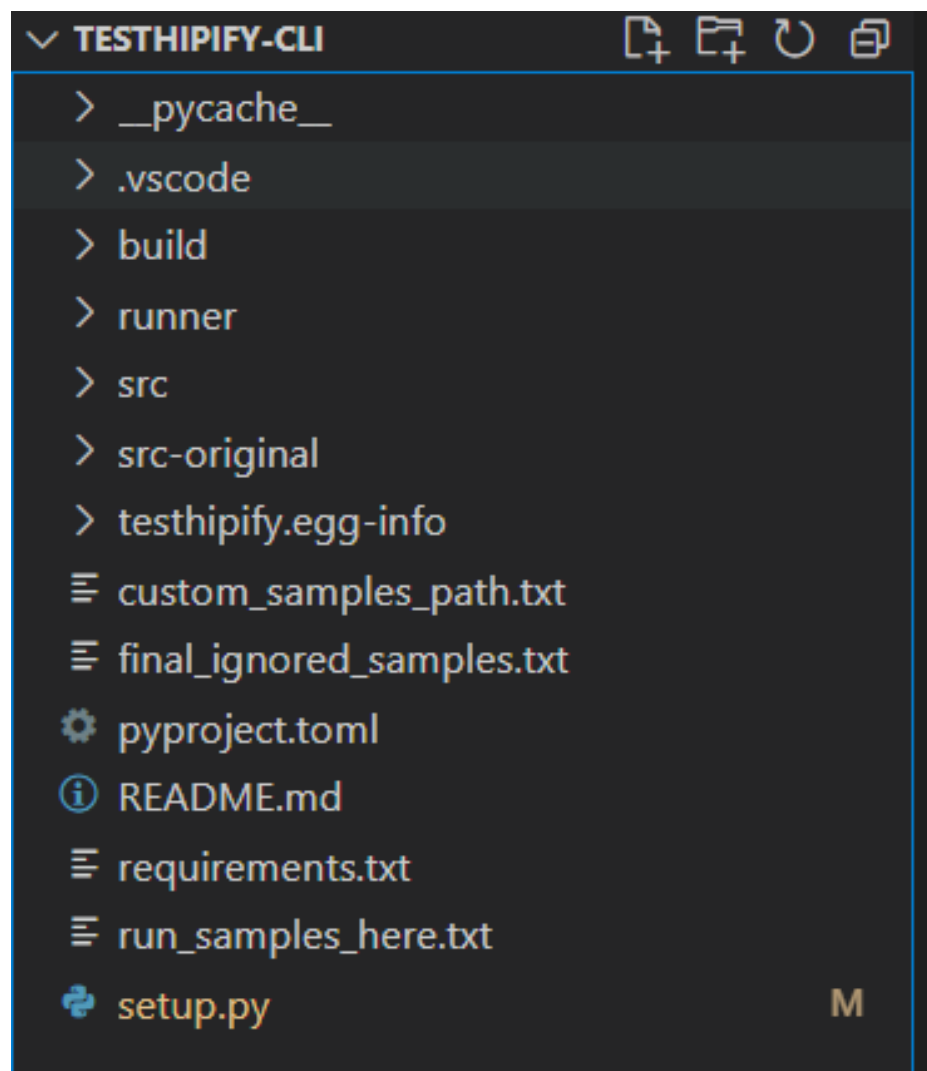 TESTHIPIFY-CLI
__pycache__
.vscode
build
runner
src
src-original
testhipify.egg-info
custom_samples_path.txt
final_ignored_samples.txt
pyproject.toml
README.md
requirements.txt
run_samples_here.txt
setup.py M